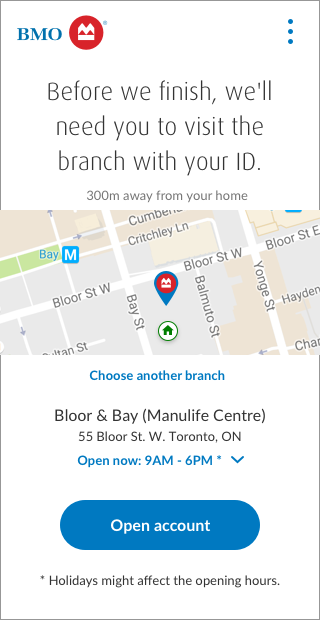 BMO
Before we finish, we'll
need you to visit the
branch with your ID.
300m away from your home
Cumberl
Critchley Ln
Bay M
Bloor St W
Bloor St E
Bloor St W
Bay St
Balmuto St
Yonge St
Hayden
Char
Sultan St
Choose another branch
Bloor & Bay (Manulife Centre)
55 Bloor St. W. Toronto, ON
Open now: 9AM - 6PM *
Open account
* Holidays might affect the opening hours.